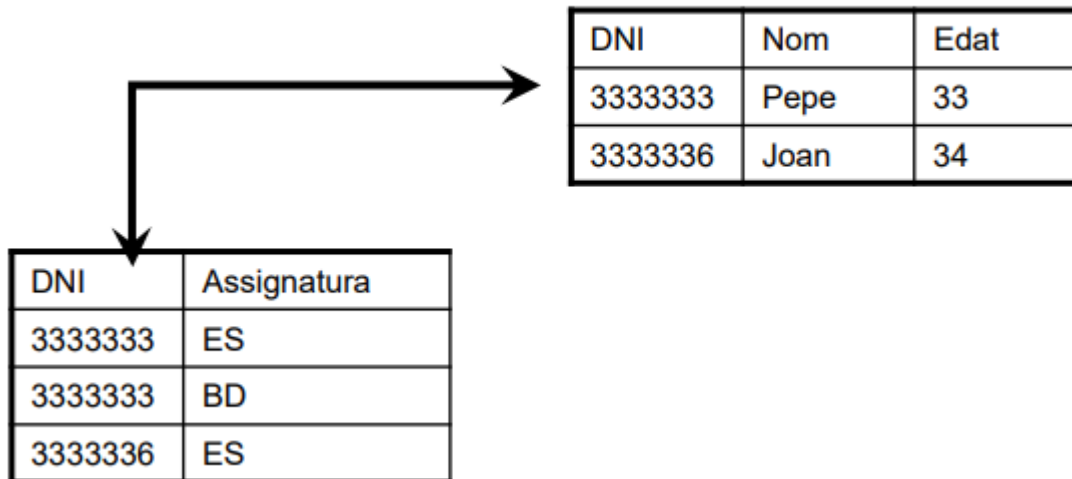 DNI Nom Edat
3333333 Pepe 33
3333336 Joan 34
DNI Assignatura
3333333 ES
3333333 BD
3333336 ES